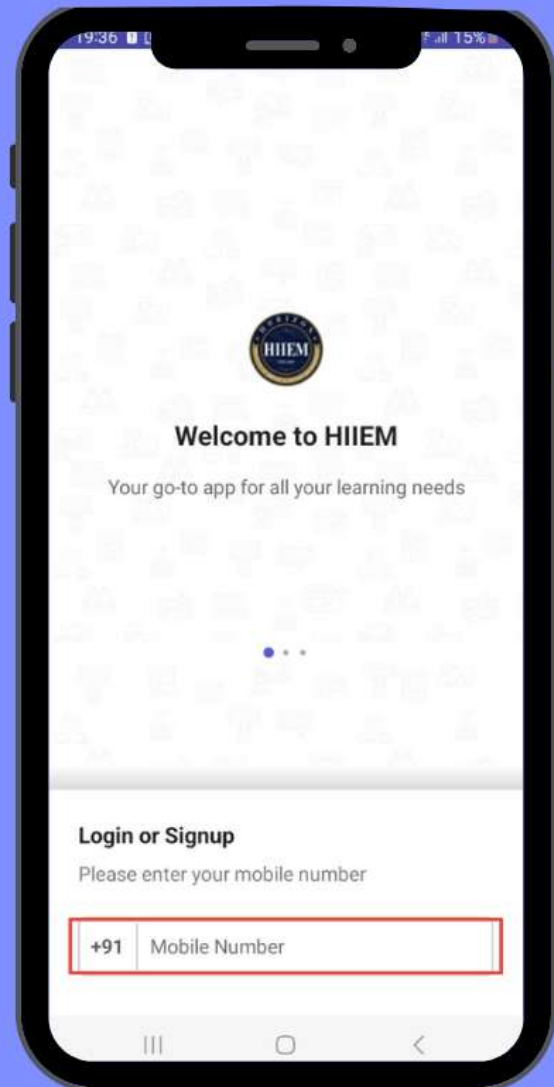 19:36
15%
HORIZON
HIIEM
Welcome to HIIEM
Your go-to app for all your learning needs
Login or Signup
Please enter your mobile number
+91 Mobile Number